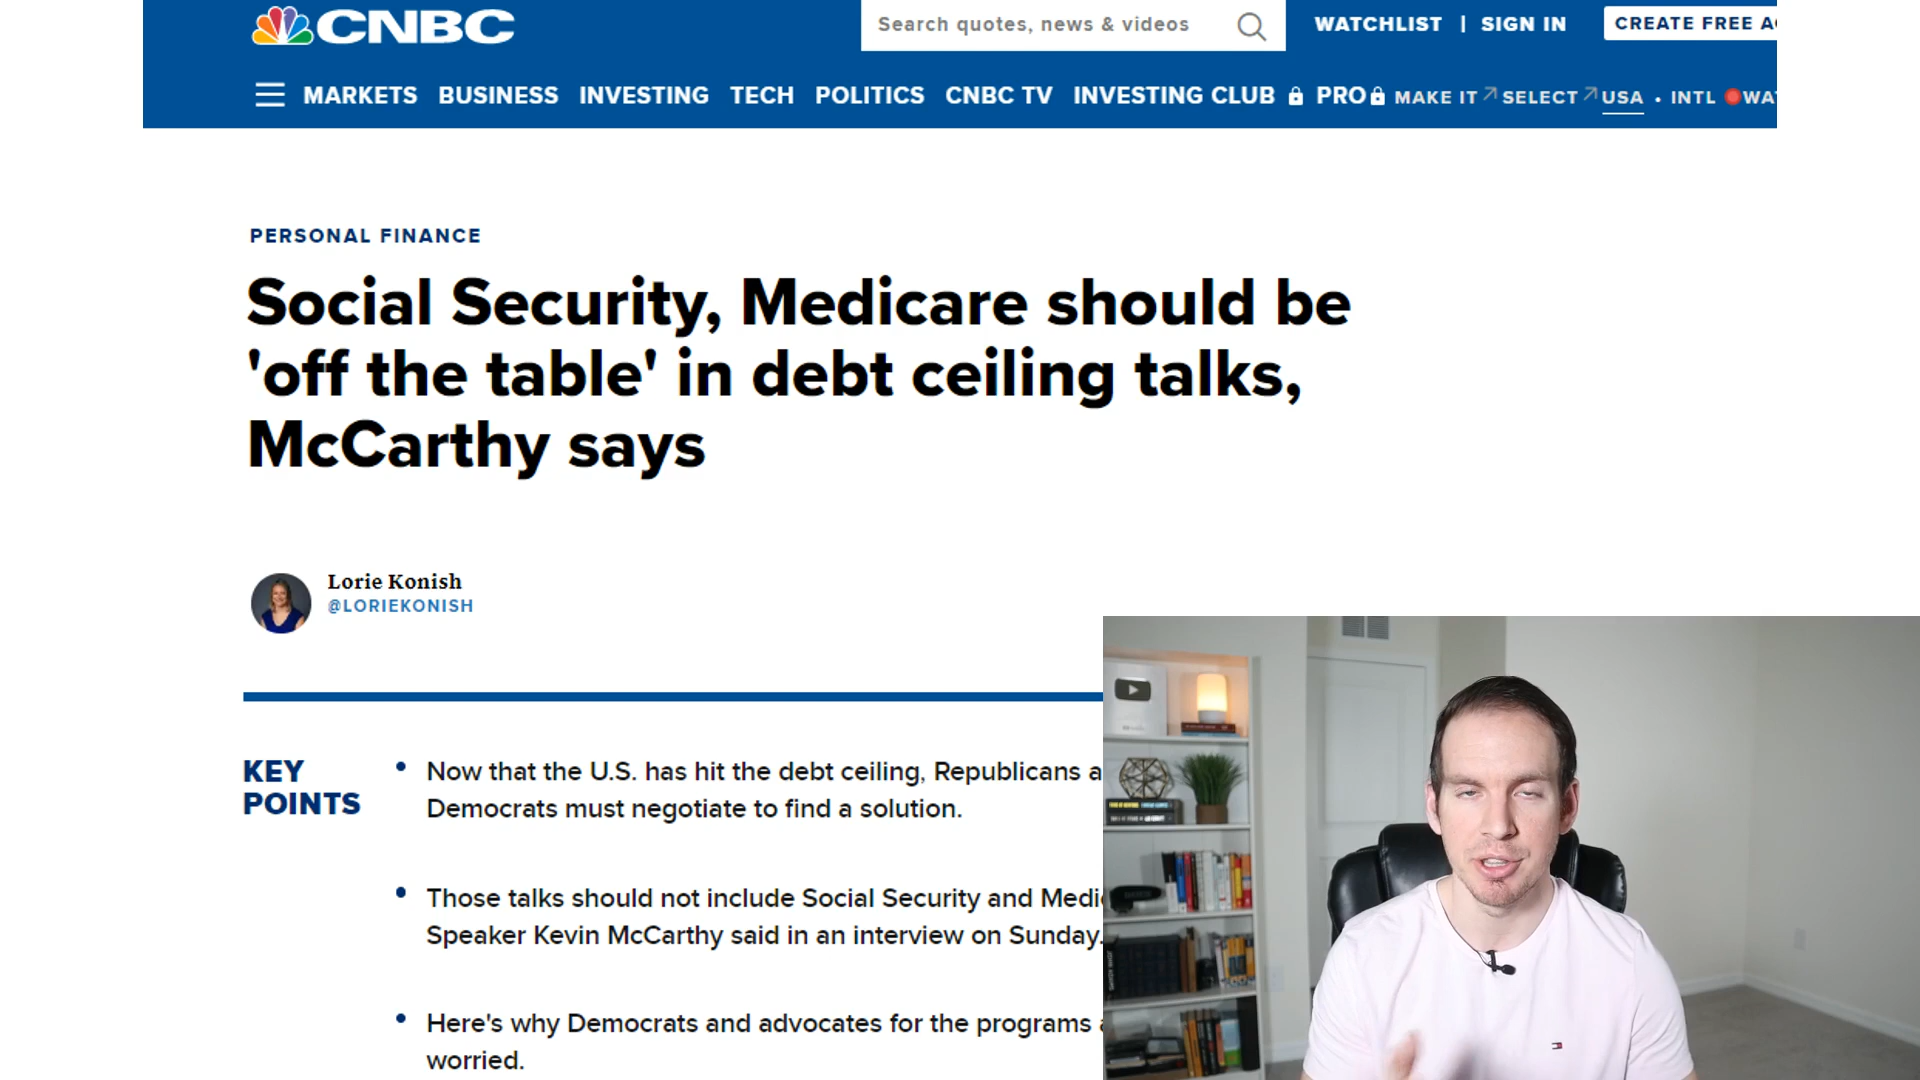 CNBC
Search quotes, news & videos
WATCHLIST | SIGN IN
CREATE FREE A
MARKETS BUSINESS INVESTING TECH POLITICS CNBC TV INVESTING CLUB PRO MAKE IT SELECT USA • INTL WA
PERSONAL FINANCE
Social Security, Medicare should be
'off the table' in debt ceiling talks,
McCarthy says
Lorie Konish
@LORIEKONISH
KEY
POINTS
• Now that the U.S. has hit the debt ceiling, Republicans a
Democrats must negotiate to find a solution.
• Those talks should not include Social Security and Medi
Speaker Kevin McCarthy said in an interview on Sunday.
• Here's why Democrats and advocates for the programs
worried.